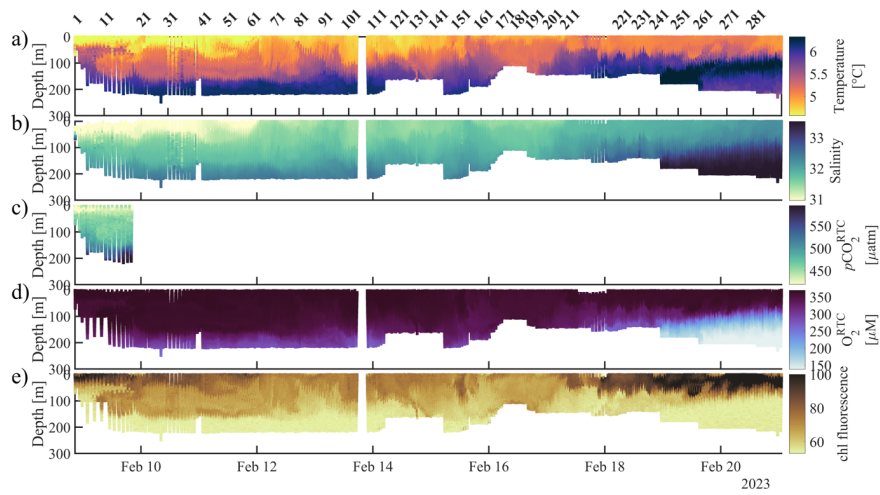 1 11 21 31 41 51 61 71 81 91 101 111 121 131 141 151 161 171 181 191 201 211 221 231 241 251 261 271 281
a) 0 100 200 300 Depth [m] 6 5.5 5 Temperature [°C]
b) 0 100 200 300 Depth [m] 33 32 31 Salinity
c) 0 100 200 300 Depth [m] 550 500 450 pCO₂ᴿᵀᶜ [µatm]
d) 0 100 200 300 Depth [m] 350 300 250 200 150 O₂ᴿᵀᶜ [µM]
e) 0 100 200 300 Depth [m] 100 80 60 chl fluorescence
Feb 10 Feb 12 Feb 14 Feb 16 Feb 18 Feb 20
2023